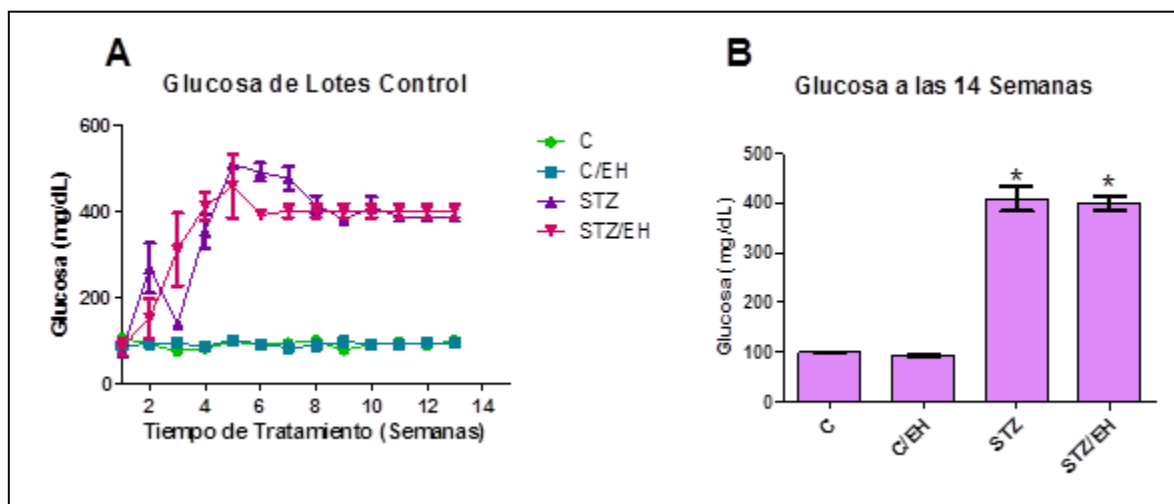 A
Glucosa de Lotes Control
Glucosa (mg/dL)
600
400
200
0
2 4 6 8 10 12 14
Tiempo de Tratamiento (Semanas)
C
C/EH
STZ
STZ/EH
B
Glucosa a las 14 Semanas
Glucosa (mg/dL)
500
400
300
200
100
0
* *
C C/EH STZ STZ/EH